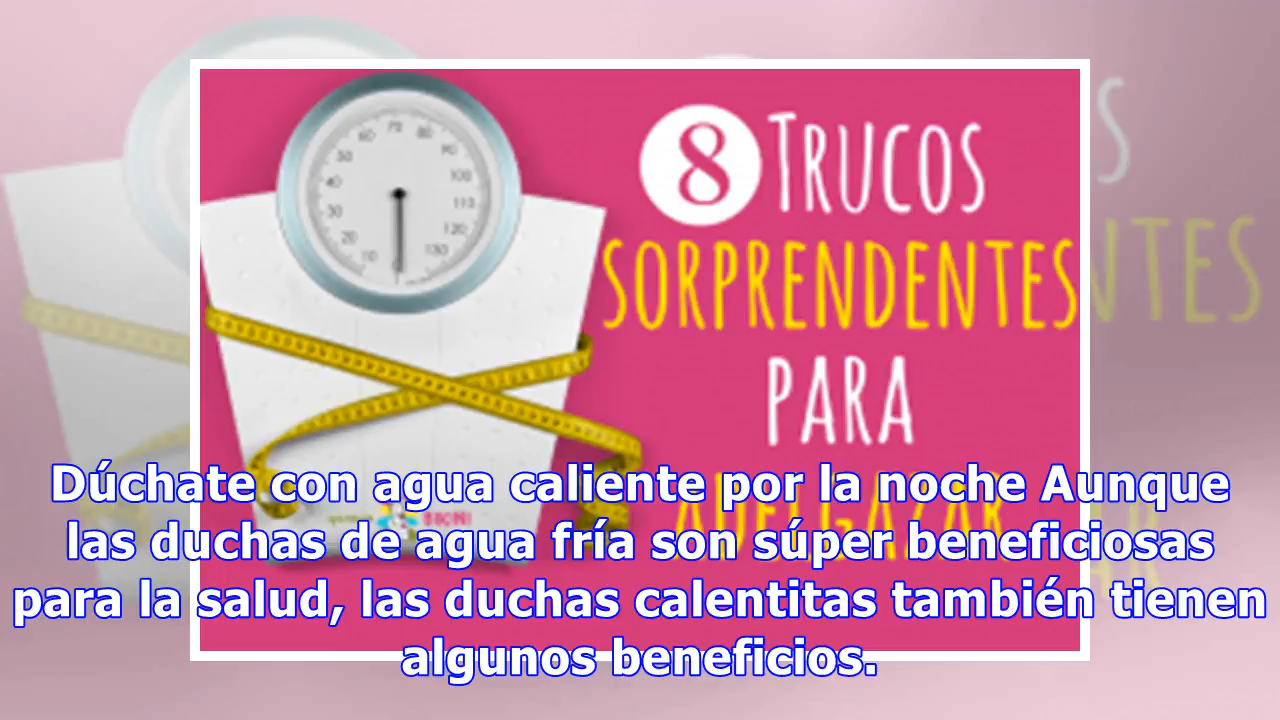 8 TRUCOS
SORPRENDENTES
PARA
ADELGAZAR
Dúchate con agua caliente por la noche Aunque
las duchas de agua fría son súper beneficiosas
para la salud, las duchas calentitas también tienen
algunos beneficios.